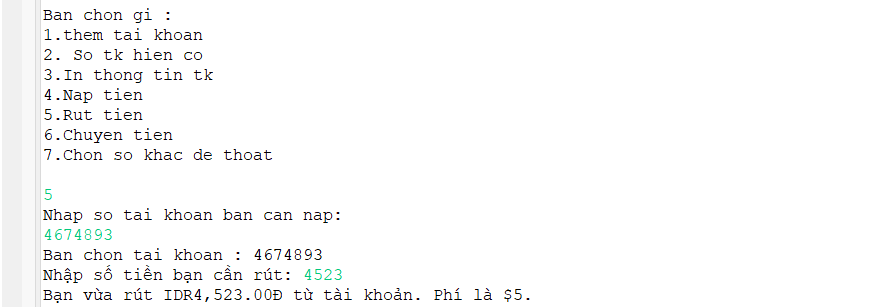 Ban chon gi :
1.them tai khoan
2. So tk hien co
3.In thong tin tk
4.Nap tien
5.Rut tien
6.Chuyen tien
7.Chon so khac de thoat
5
Nhap so tai khoan ban can nap:
4674893
Ban chon tai khoan : 4674893
Nhập số tiền bạn cần rút: 4523
Bạn vừa rút IDR4,523.00Đ từ tài khoản. Phí là $5.